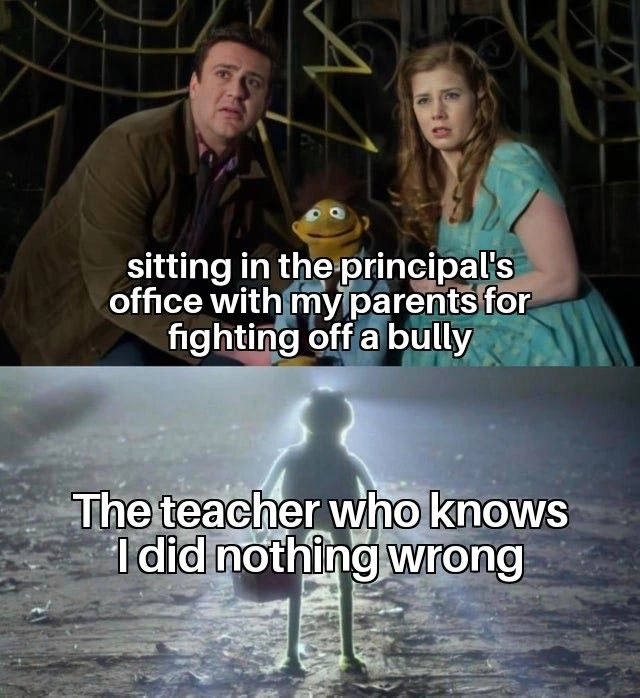 sitting in the principal's
office with my parents for
fighting off a bully
The teacher who knows
I did nothing wrong